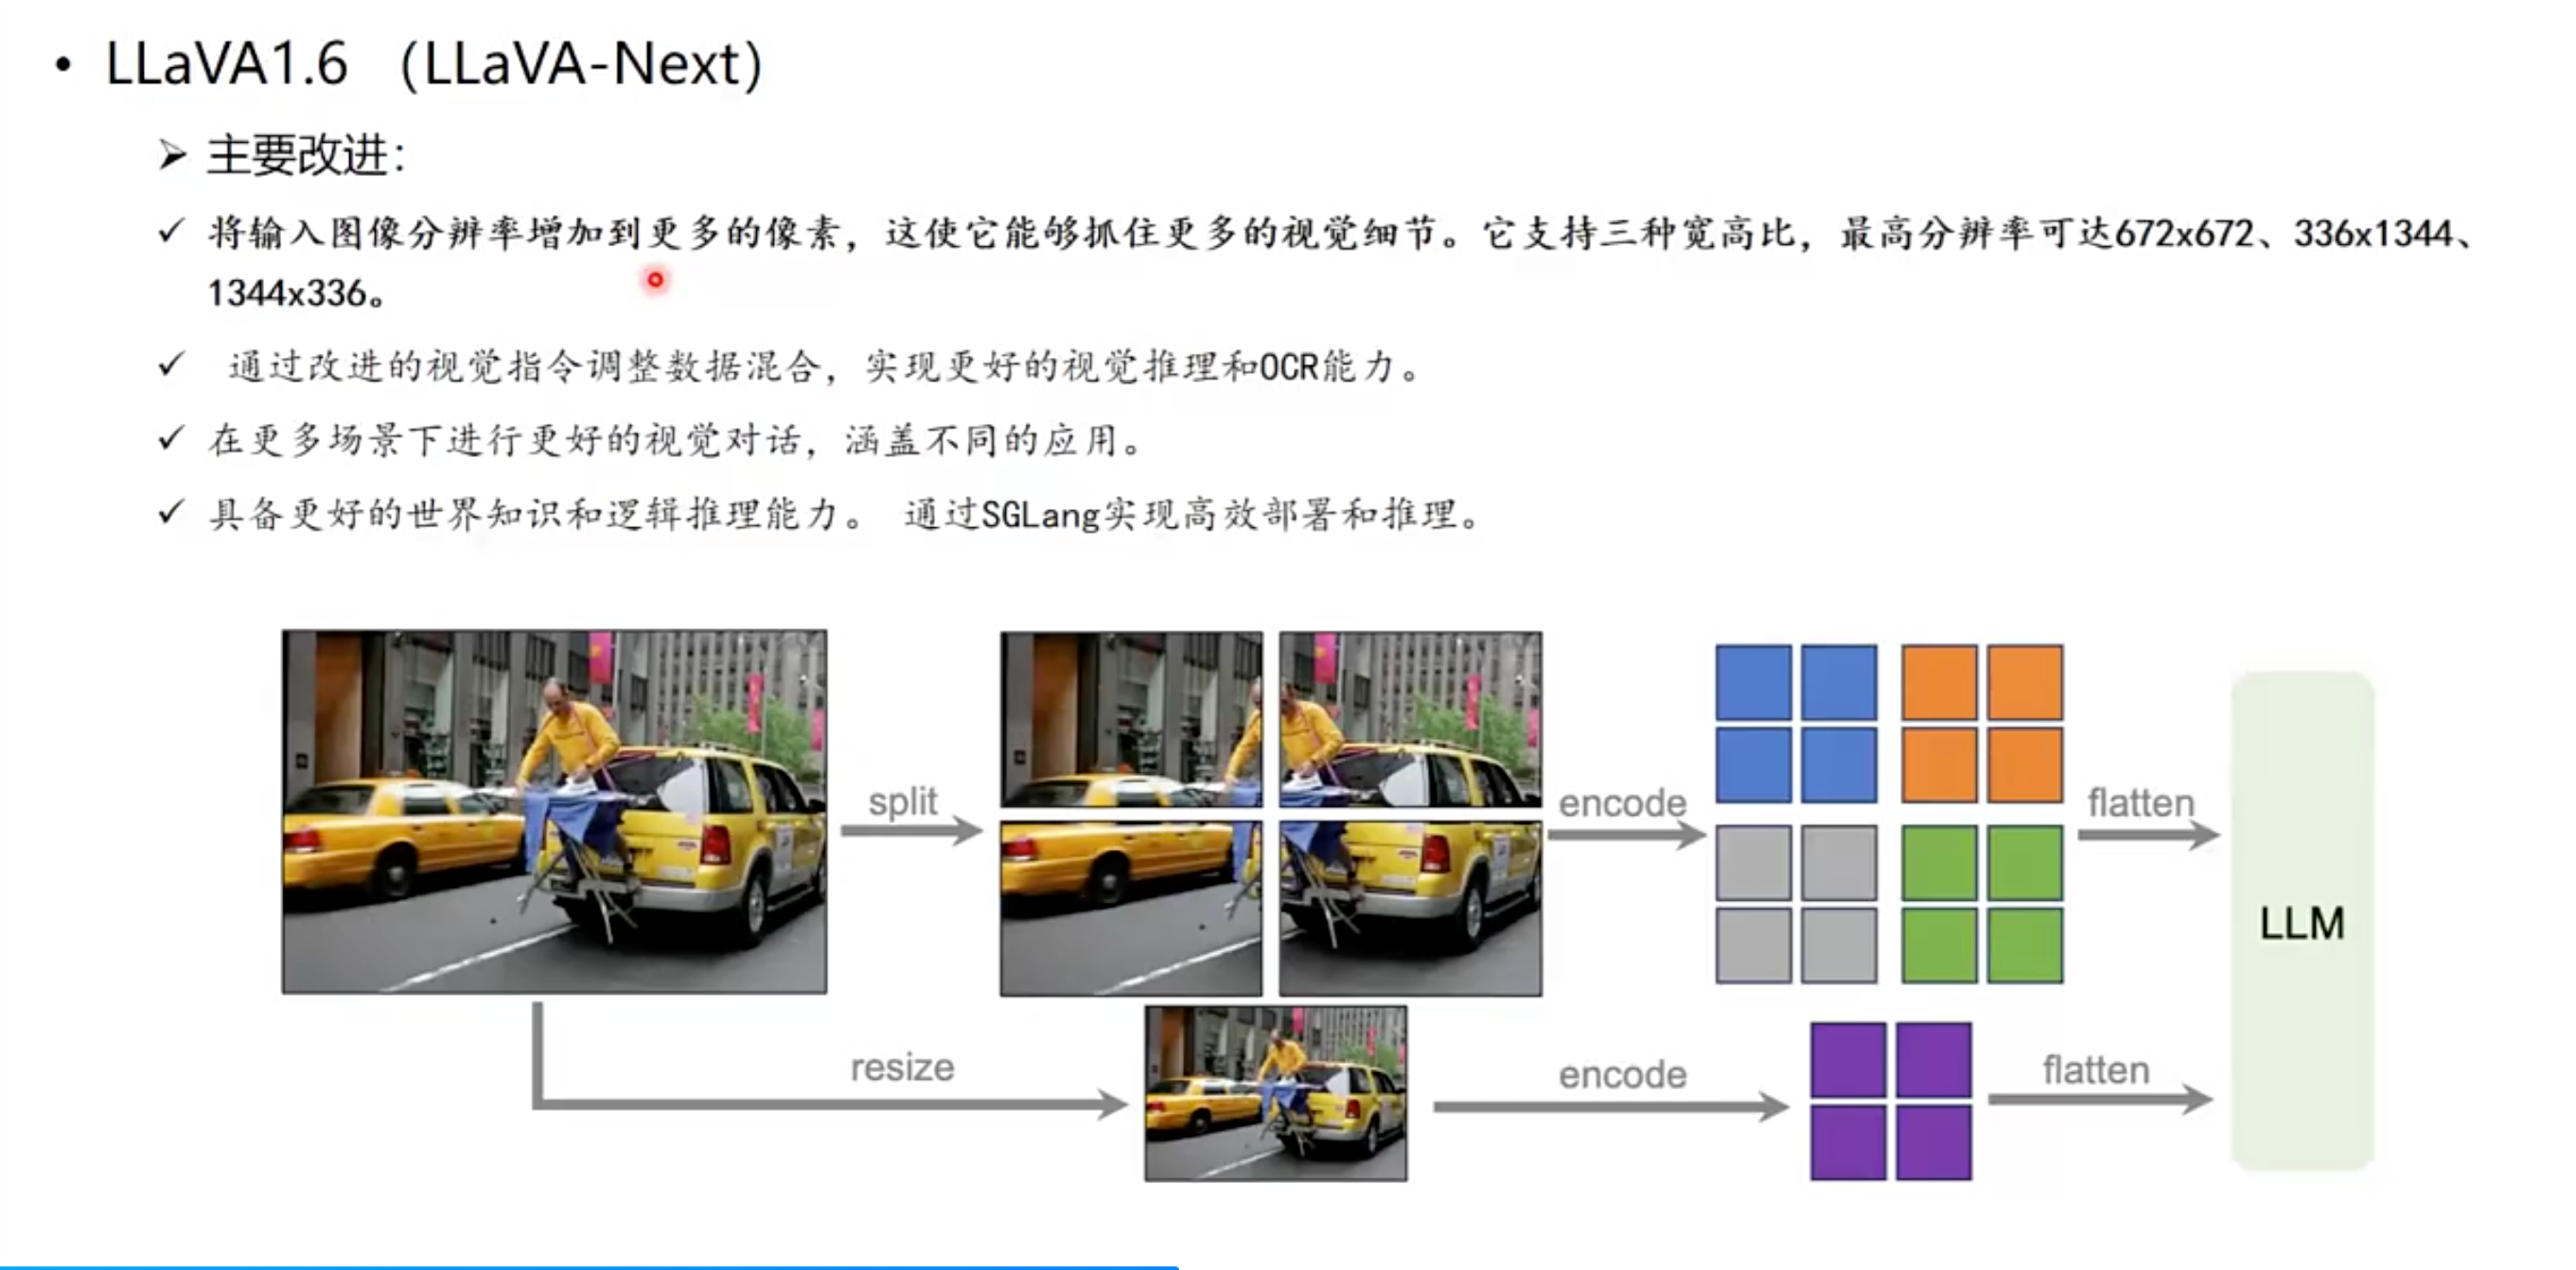 • LLaVA1.6 （LLaVA-Next）
➢ 主要改进：
✓ 将输入图像分辨率增加到更多的像素，这使它能够抓住更多的视觉细节。它支持三种宽高比，最高分辨率可达672x672、336x1344、
1344x336。
✓ 通过改进的视觉指令调整数据混合，实现更好的视觉推理和OCR能力。
✓ 在更多场景下进行更好的视觉对话，涵盖不同的应用。
✓ 具备更好的世界知识和逻辑推理能力。 通过SGLang实现高效部署和推理。
split
encode
flatten
LLM
resize
encode
flatten